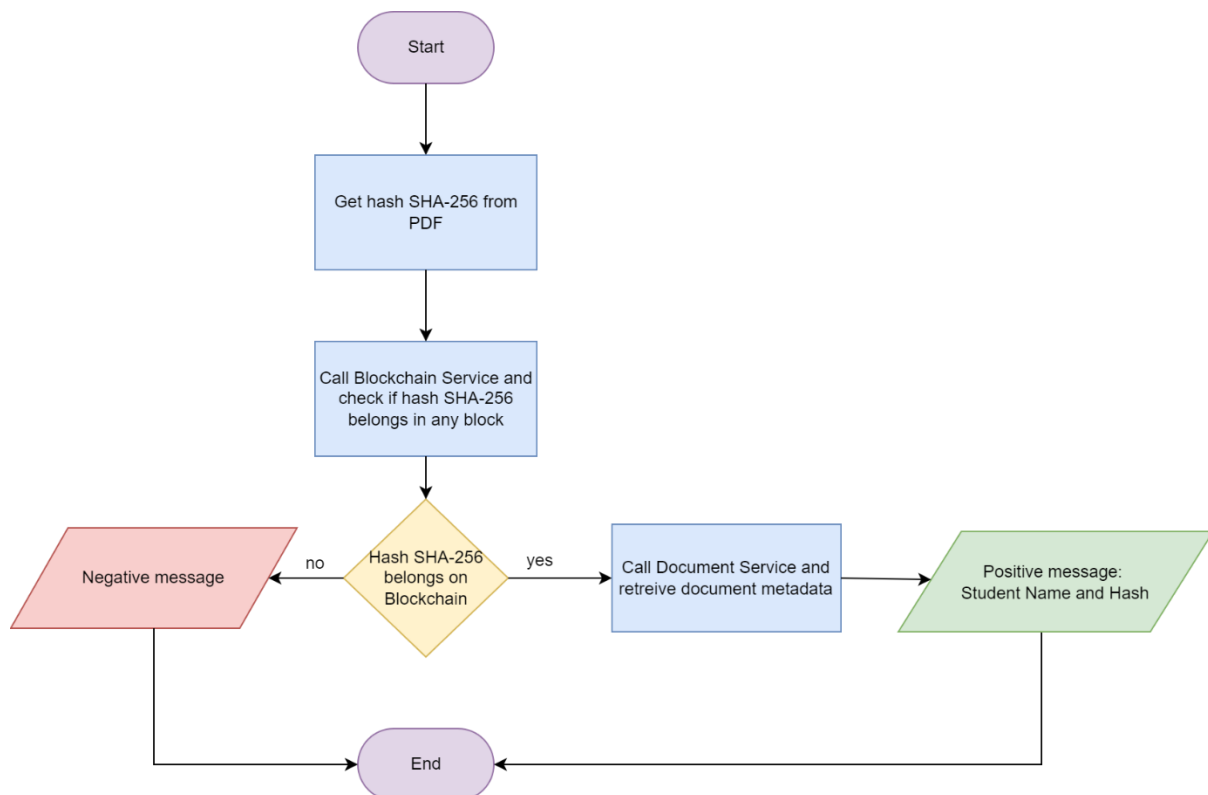 Start
Get hash SHA-256 from
PDF
Call Blockchain Service and
check if hash SHA-256
belongs in any block
Hash SHA-256
belongs on
Blockchain
no
Negative message
yes
Call Document Service and
retreive document metadata
Positive message:
Student Name and Hash
End